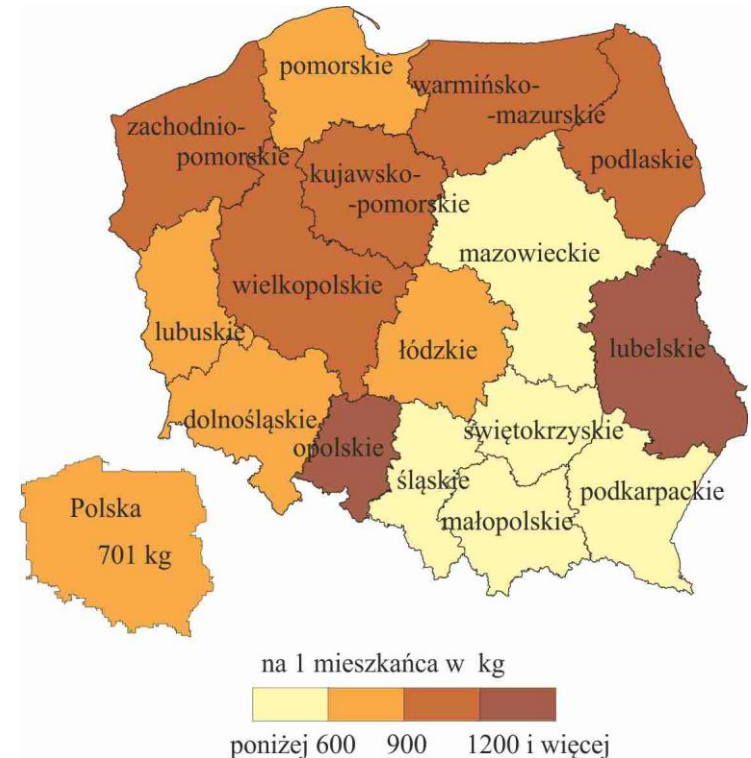 pomorskie
warmińsko-
-mazurskie
zachodnio-
pomorskie
podlaskie
kujawsko-
-pomorskie
mazowieckie
wielkopolskie
lubuskie
łódzkie
lubelskie
dolnośląskie
opolskie
świętokrzyskie
śląskie
podkarpackie
małopolskie
Polska
701 kg
na 1 mieszkańca w kg
poniżej 600 900 1200 i więcej